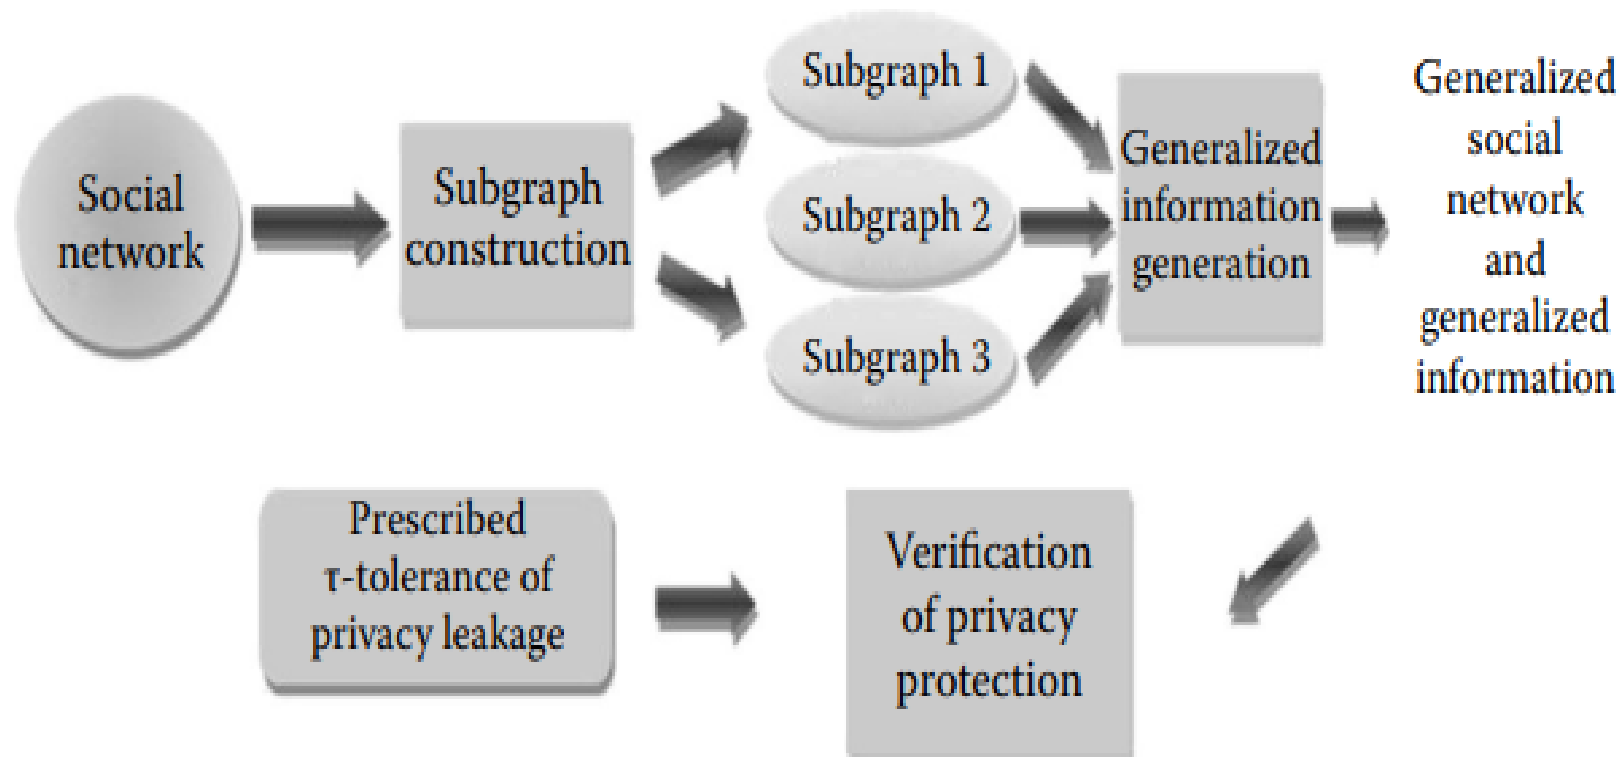 Social
network
Subgraph
construction
Subgraph 1
Subgraph 2
Subgraph 3
Generalized
information
generation
Generalized
social
network
and
generalized
information
Prescribed
τ-tolerance of
privacy leakage
Verification
of privacy
protection